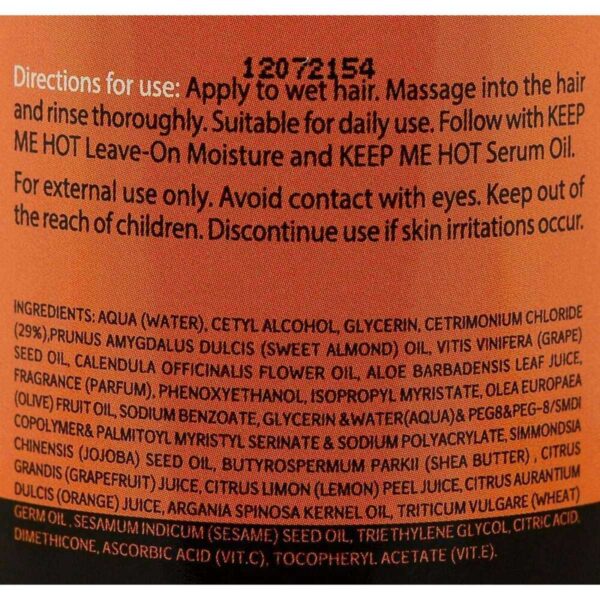 12072154
Directions for use: Apply to wet hair. Massage into the hair
and rinse thoroughly. Suitable for daily use. Follow with KEEP
ME HOT Leave-On Moisture and KEEP ME HOT Serum Oil.
For external use only. Avoid contact with eyes. Keep out of
the reach of children. Discontinue use if skin irritations occur.
INGREDIENTS: AQUA (WATER), CETYL ALCOHOL, GLYCERIN, CETRIMONIUM CHLORIDE
(29%),PRUNUS AMYGDALUS DULCIS (SWEET ALMOND) OIL, VITIS VINIFERA (GRAPE)
SEED OIL, CALENDULA OFFICINALIS FLOWER OIL, ALOE BARBADENSIS LEAF JUICE,
FRAGRANCE (PARFUM), PHENOXYETHANOL, ISOPROPYL MYRISTATE, OLEA EUROPAEA
(OLIVE) FRUIT OIL, SODIUM BENZOATE, GLYCERIN &WATER(AQUA)& PEG8&PEG-8/SMDI
COPOLYMER& PALMITOYL MYRISTYL SERINATE & SODIUM POLYACRYLATE, SIMMONDSIA
CHINENSIS (JOJOBA) SEED OIL, BUTYROSPERMUM PARKII (SHEA BUTTER) , CITRUS
GRANDIS (GRAPEFRUIT) JUICE, CITRUS LIMON (LEMON) PEEL JUICE, CITRUS AURANTIUM
DULCIS (ORANGE) JUICE, ARGANIA SPINOSA KERNEL OIL, TRITICUM VULGARE (WHEAT)
GERM OIL, SESAMUM INDICUM (SESAME) SEED OIL, TRIETHYLENE GLYCOL, CITRIC ACID,
DIMETHICONE, ASCORBIC ACID (VIT.C), TOCOPHERYL ACETATE (VIT.E).